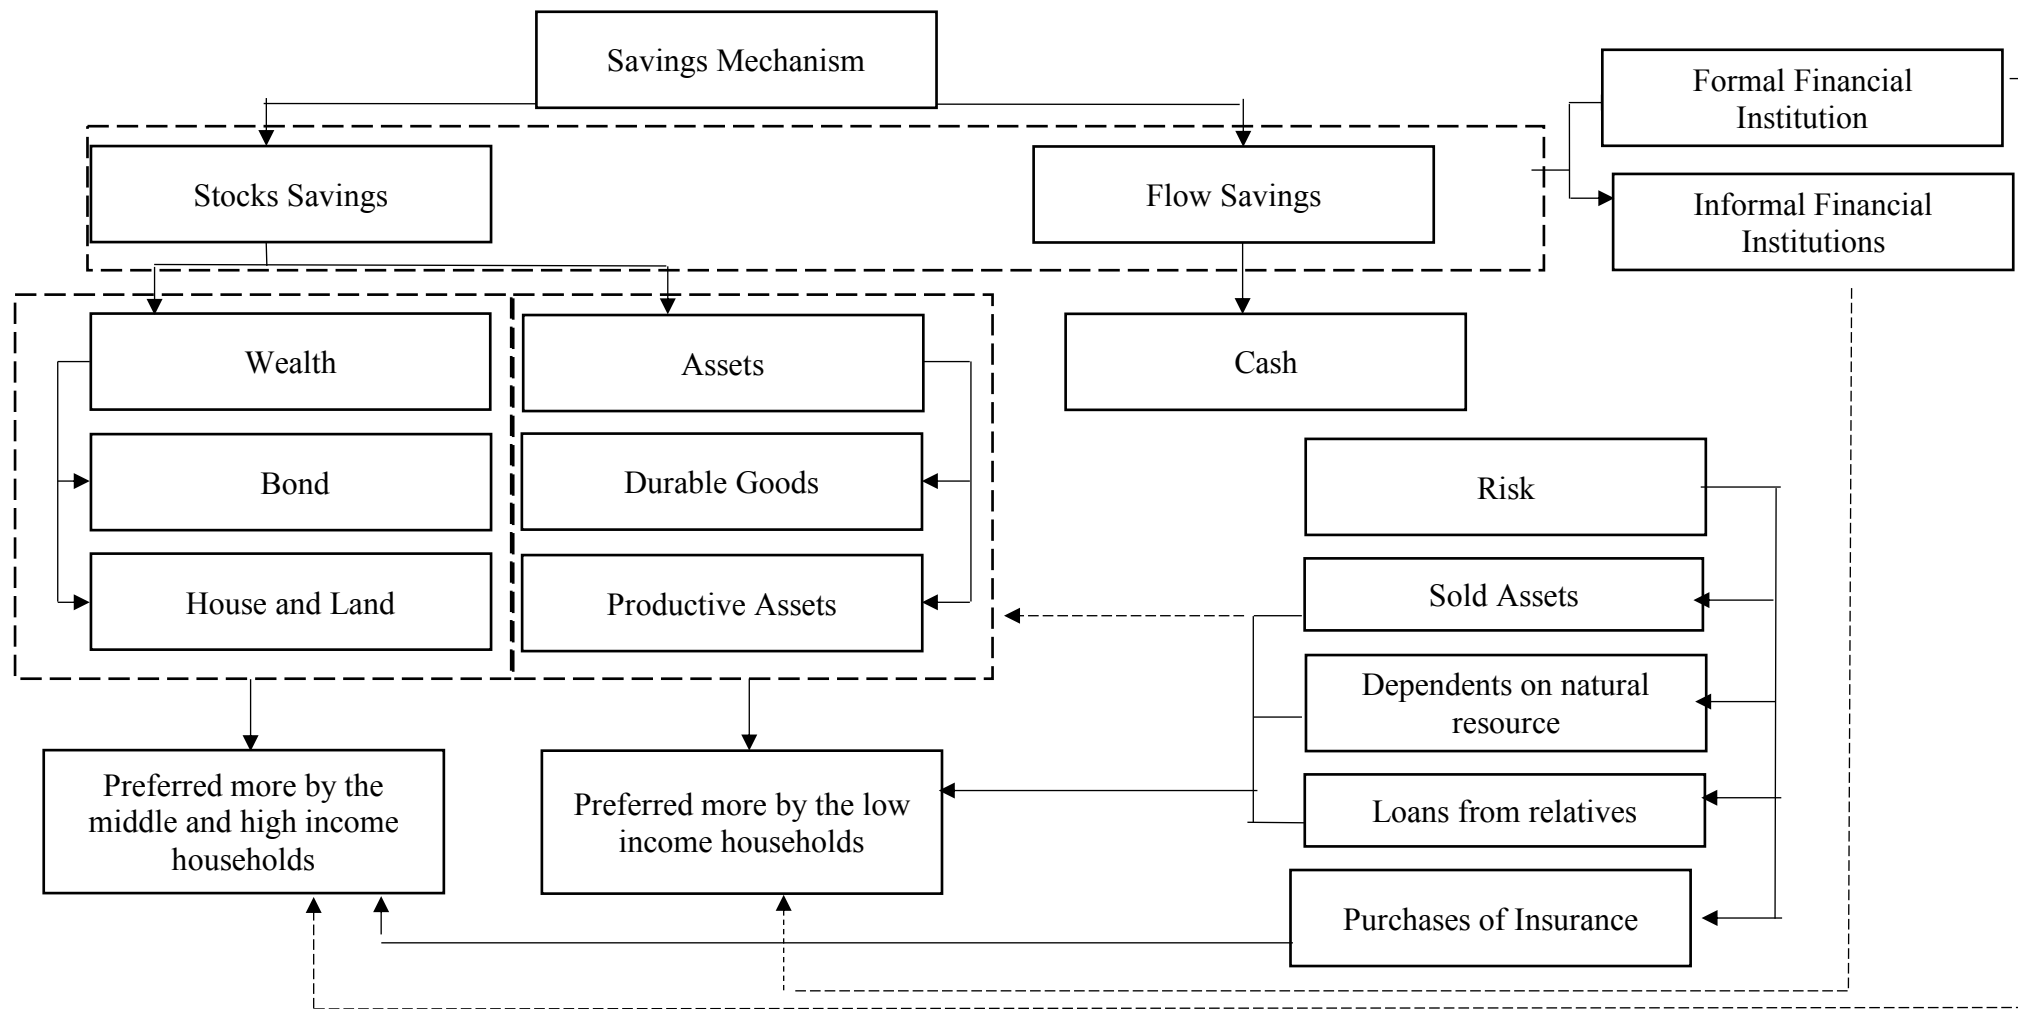 Savings Mechanism
Formal Financial
Institution
Stocks Savings
Flow Savings
Informal Financial
Institutions
Wealth
Assets
Cash
Bond
Durable Goods
Risk
House and Land
Productive Assets
Sold Assets
Dependents on natural
resource
Preferred more by the
middle and high income
households
Preferred more by the low
income households
Loans from relatives
Purchases of Insurance